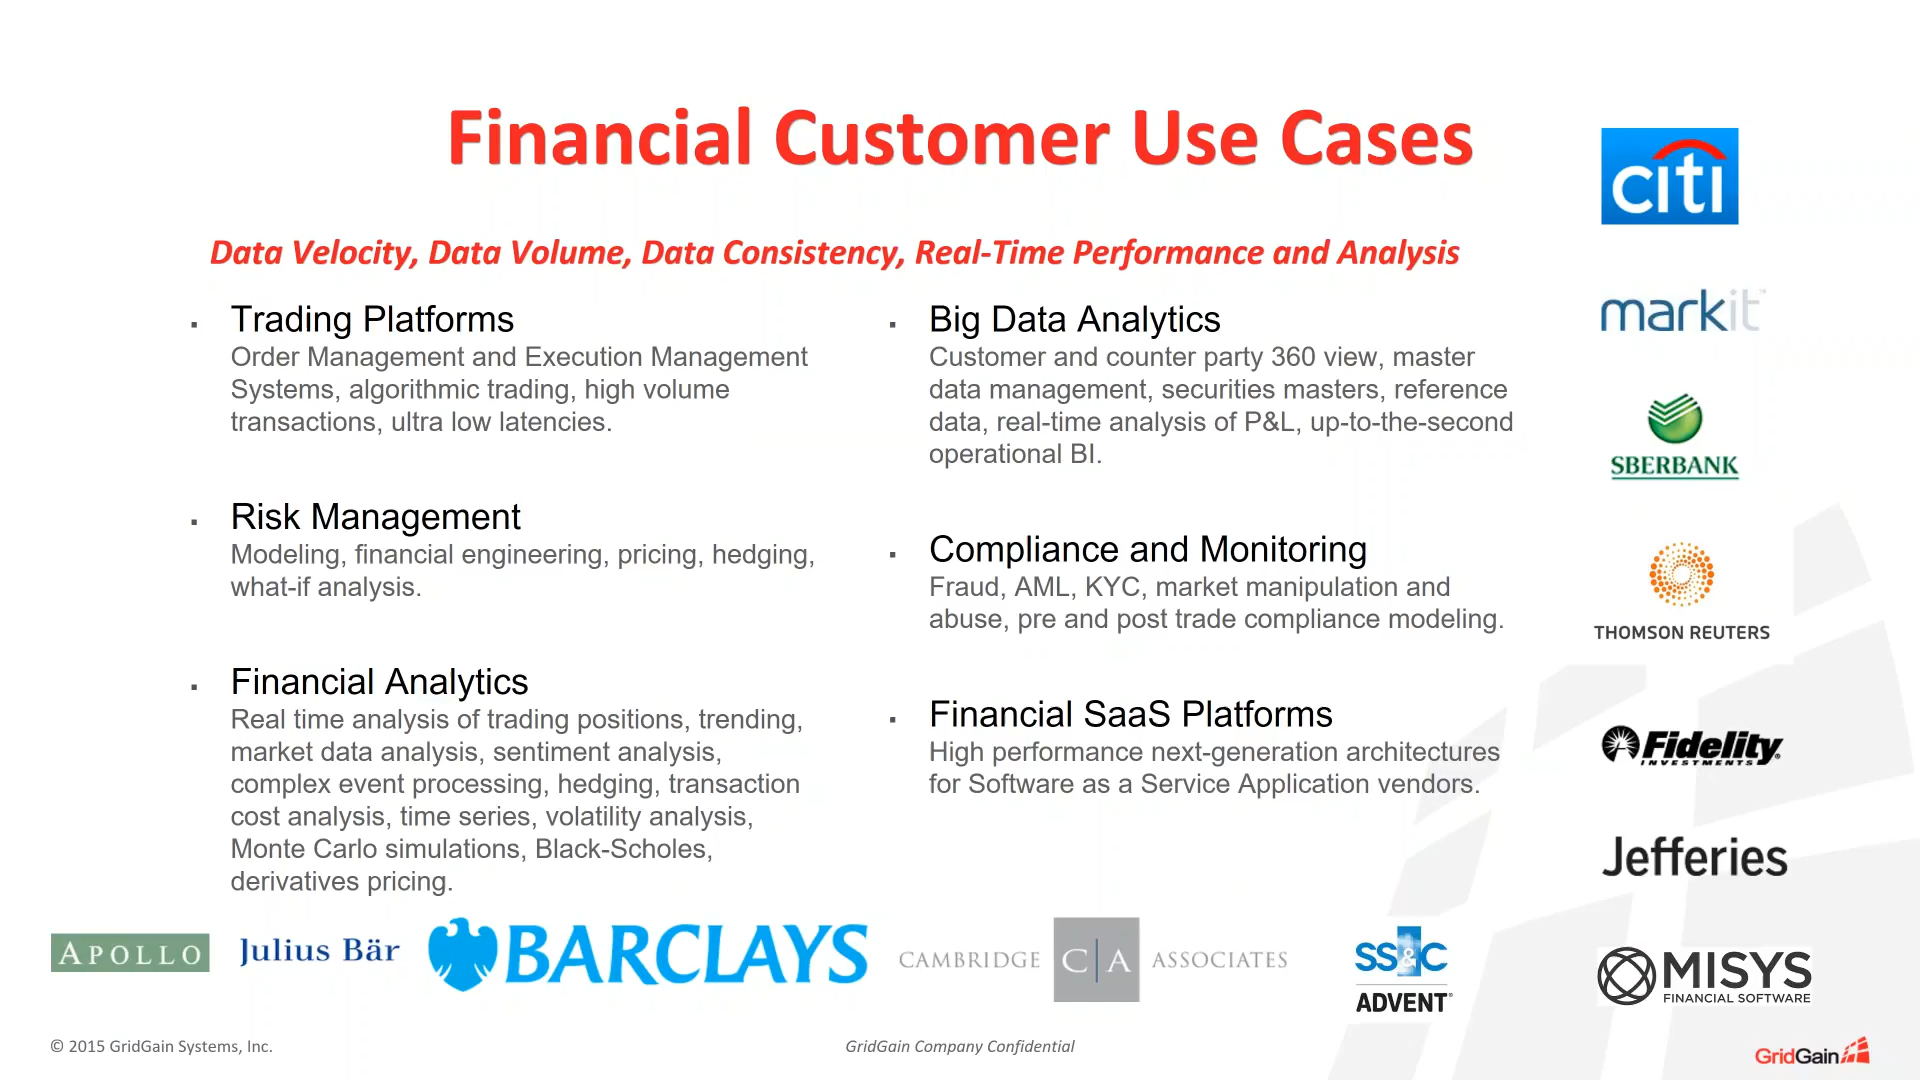 Financial Customer Use Cases
Data Velocity, Data Volume, Data Consistency, Real-Time Performance and Analysis
▪ Trading Platforms
Order Management and Execution Management
Systems, algorithmic trading, high volume
transactions, ultra low latencies.
▪ Risk Management
Modeling, financial engineering, pricing, hedging,
what-if analysis.
▪ Financial Analytics
Real time analysis of trading positions, trending,
market data analysis, sentiment analysis,
complex event processing, hedging, transaction
cost analysis, time series, volatility analysis,
Monte Carlo simulations, Black-Scholes,
derivatives pricing.
▪ Big Data Analytics
Customer and counter party 360 view, master
data management, securities masters, reference
data, real-time analysis of P&L, up-to-the-second
operational BI.
▪ Compliance and Monitoring
Fraud, AML, KYC, market manipulation and
abuse, pre and post trade compliance modeling.
▪ Financial SaaS Platforms
High performance next-generation architectures
for Software as a Service Application vendors.
citi
markit™
SBERBANK
THOMSON REUTERS
Fidelity
INVESTMENTS
Jefferies
APOLLO
Julius Bär
BARCLAYS
CAMBRIDGE C|A ASSOCIATES
SS&C
ADVENT®
MISYS
FINANCIAL SOFTWARE
© 2015 GridGain Systems, Inc.
GridGain Company Confidential
GridGain